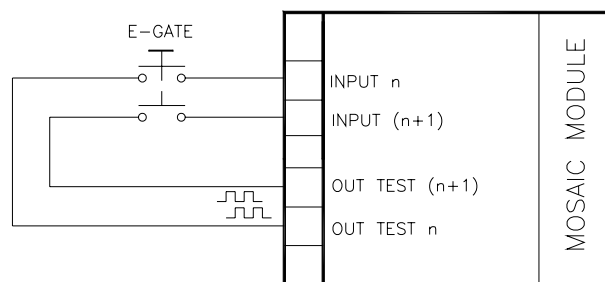 E-GATE
INPUT n
INPUT (n+1)
OUT TEST (n+1)
OUT TEST n
MOSAIC MODULE